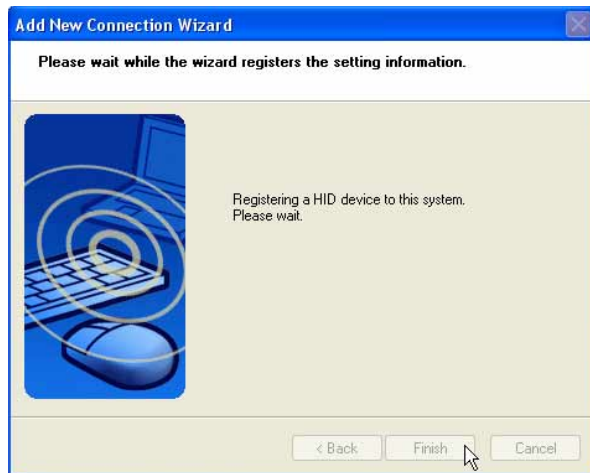 Add New Connection Wizard
Please wait while the wizard registers the setting information.
Registering a HID device to this system.
Please wait.
< Back
Finish
Cancel